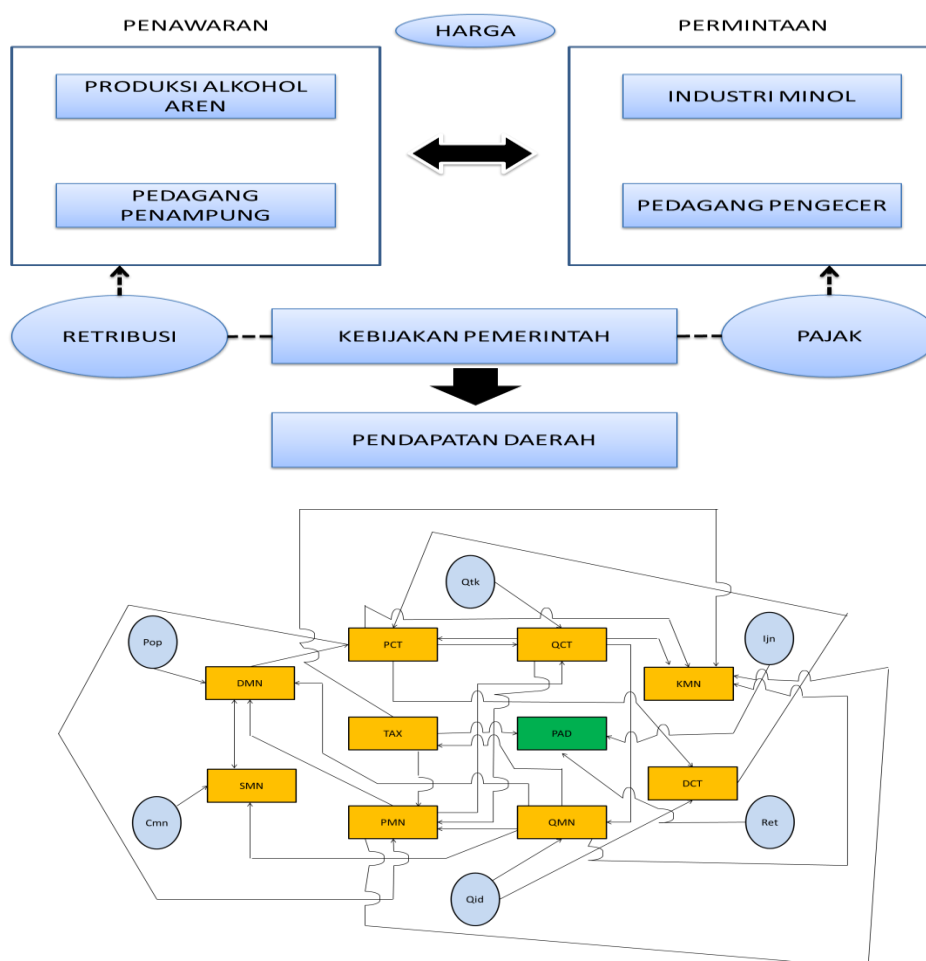 PENAWARAN
HARGA
PERMINTAAN
PRODUKSI ALKOHOL
AREN
INDUSTRI MINOL
PEDAGANG
PENAMPUNG
PEDAGANG PENGECER
RETRIBUSI
KEBIJAKAN PEMERINTAH
PAJAK
PENDAPATAN DAERAH
Qtk
Pop
PCT
QCT
Ijn
DMN
KMN
TAX
PAD
SMN
DCT
Cmn
PMN
QMN
Ret
Qid